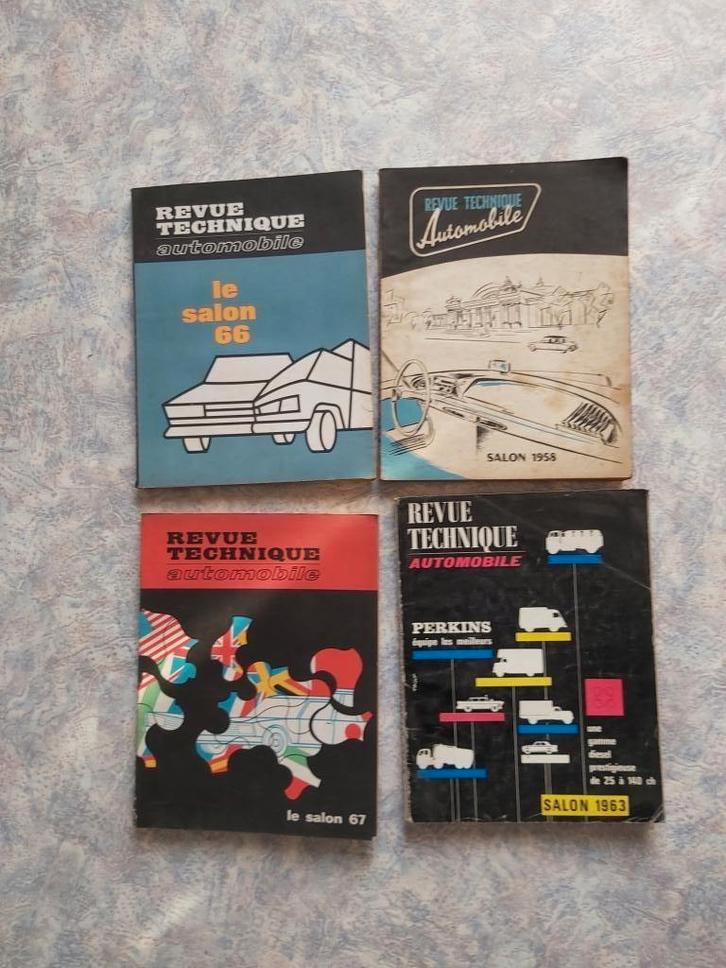 REVUE
TECHNIQUE
automobile
le
salon
66
REVUE TECHNIQUE
Automobile
SALON 1958
REVUE
TECHNIQUE
automobile
le salon 67
REVUE
TECHNIQUE
AUTOMOBILE
PERKINS
équipe les meilleurs
une
gamme
diesel
prestigieuse
de 25 à 140 ch
SALON 1963